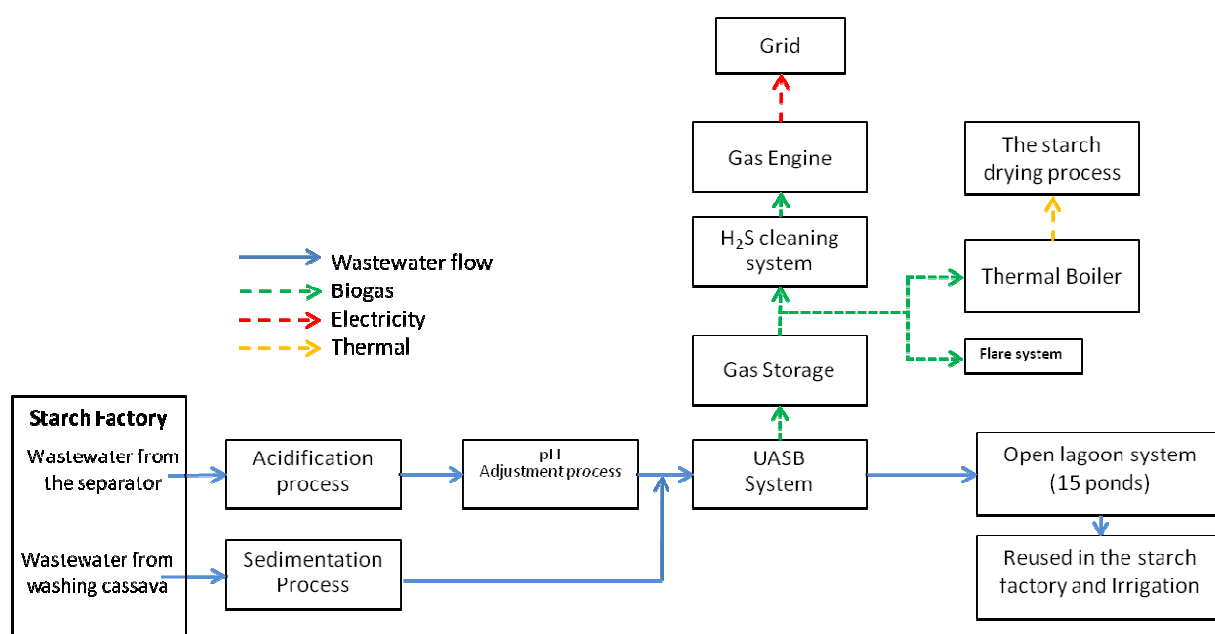 Grid
Gas Engine
The starch
drying process
H₂S cleaning
system
Thermal Boiler
Wastewater flow
Biogas
Electricity
Thermal
Flare system
Gas Storage
Starch Factory
Wastewater from
the separator
Acidification
process
pH
Adjustment process
UASB
System
Open lagoon system
(15 ponds)
Wastewater from
washing cassava
Sedimentation
Process
Reused in the starch
factory and Irrigation